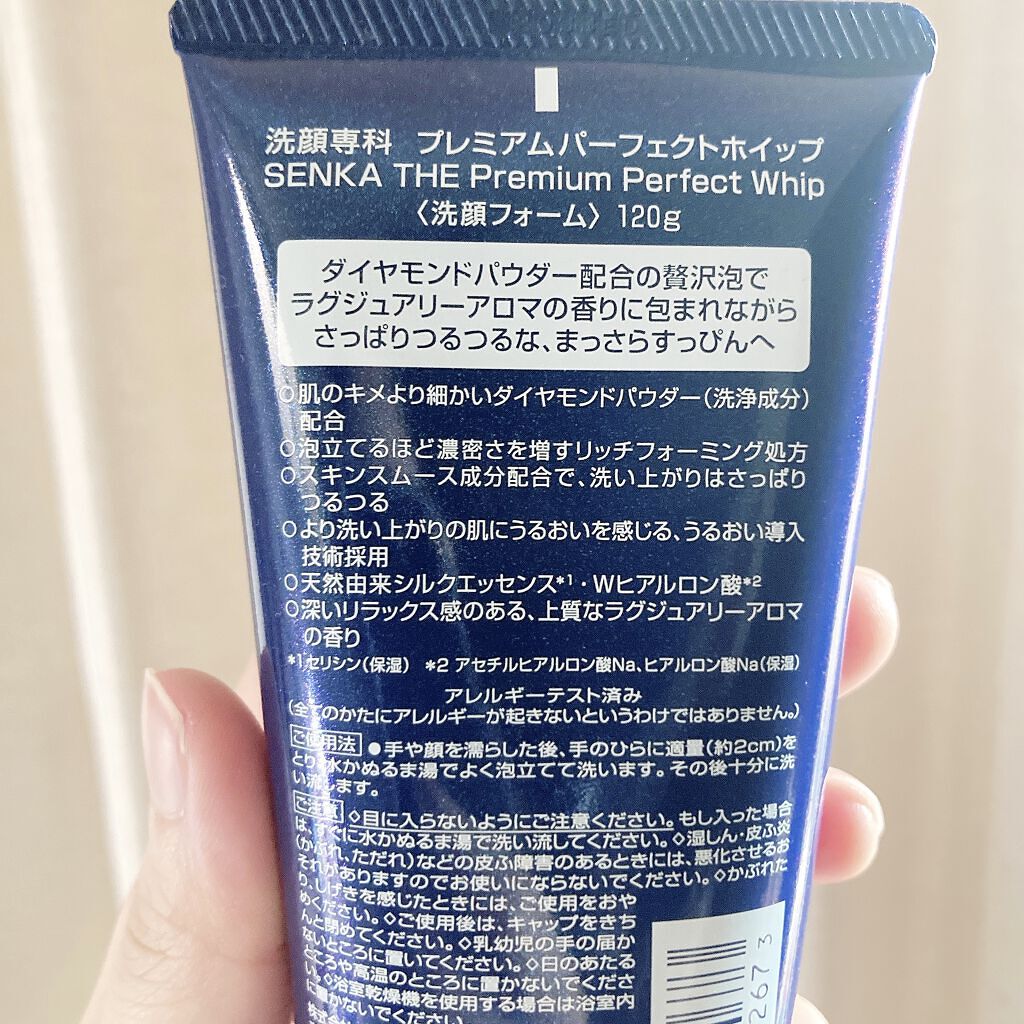 洗顔専科 プレミアムパーフェクトホイップ
SENKA THE Premium Perfect Whip
〈洗顔フォーム〉120g
ダイヤモンドパウダー配合の贅沢泡で
ラグジュアリーアロマの香りに包まれながら
さっぱりつるつるな、まっさらすっぴんへ
○肌のキメより細かいダイヤモンドパウダー(洗浄成分)
配合
○泡立てるほど濃密さを増すリッチフォーミング処方
○スキンスムース成分配合で、洗い上がりはさっぱり
つるつる
○より洗い上がりの肌にうるおいを感じる、うるおい導入
技術採用
○天然由来シルクエッセンス*1・Wヒアルロン酸*2
○深いリラックス感のある、上質なラグジュアリーアロマ
の香り
*1 セリシン(保湿) *2 アセチルヒアルロン酸Na、ヒアルロン酸Na(保湿)
アレルギーテスト済み
(全てのかたにアレルギーが起きないというわけではありません。)
ご使用法 ●手や顔を濡らした後、手のひらに適量(約2cm)を
とり、水かぬるま湯でよく泡立てて洗います。その後十分に洗
い流します。
ご注意 ◇目に入らないようにご注意ください。もし入った場合
は、すぐに水かぬるま湯で洗い流してください。◇湿しん・皮ふ炎
(かぶれ、ただれ)などの皮ふ障害のあるときには、悪化させるお
それがありますのでお使いにならないでください。◇かぶれた
り、しげきを感じたときには、ご使用をおや
めください。◇ご使用後は、キャップをきち
んと閉めてください。◇乳幼児の手の届か
ないところに置いてください。◇日のあたる
ところや高温のところに置かないでくださ
い。◇浴室乾燥機を使用する場合は浴室内
に置かないでください。
株式会
267 3